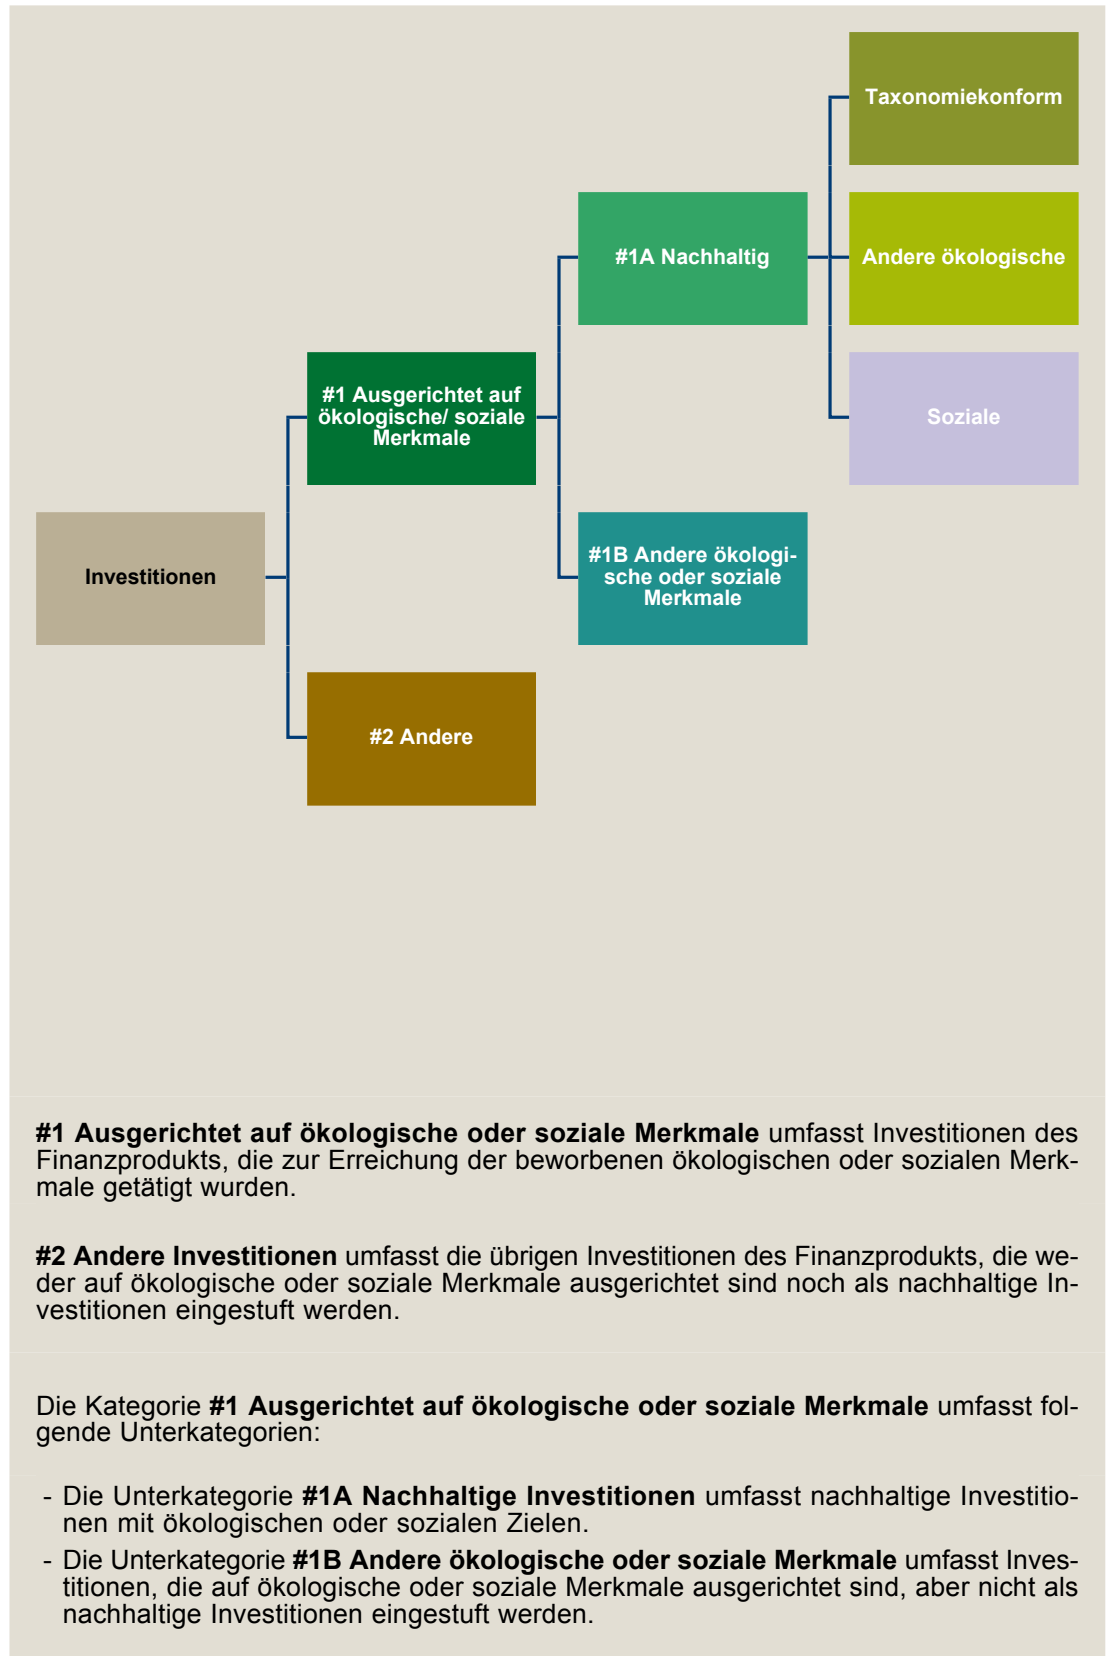 Taxonomiekonform
#1A Nachhaltig
Andere ökologische
#1 Ausgerichtet auf
ökologische/ soziale
Merkmale
Soziale
Investitionen
#1B Andere ökologi-
sche oder soziale
Merkmale
#2 Andere
#1 Ausgerichtet auf ökologische oder soziale Merkmale umfasst Investitionen des
Finanzprodukts, die zur Erreichung der beworbenen ökologischen oder sozialen Merk-
male getätigt wurden.
#2 Andere Investitionen umfasst die übrigen Investitionen des Finanzprodukts, die we-
der auf ökologische oder soziale Merkmale ausgerichtet sind noch als nachhaltige In-
vestitionen eingestuft werden.
Die Kategorie #1 Ausgerichtet auf ökologische oder soziale Merkmale umfasst fol-
gende Unterkategorien:
- Die Unterkategorie #1A Nachhaltige Investitionen umfasst nachhaltige Investitio-
nen mit ökologischen oder sozialen Zielen.
- Die Unterkategorie #1B Andere ökologische oder soziale Merkmale umfasst Inves-
titionen, die auf ökologische oder soziale Merkmale ausgerichtet sind, aber nicht als
nachhaltige Investitionen eingestuft werden.